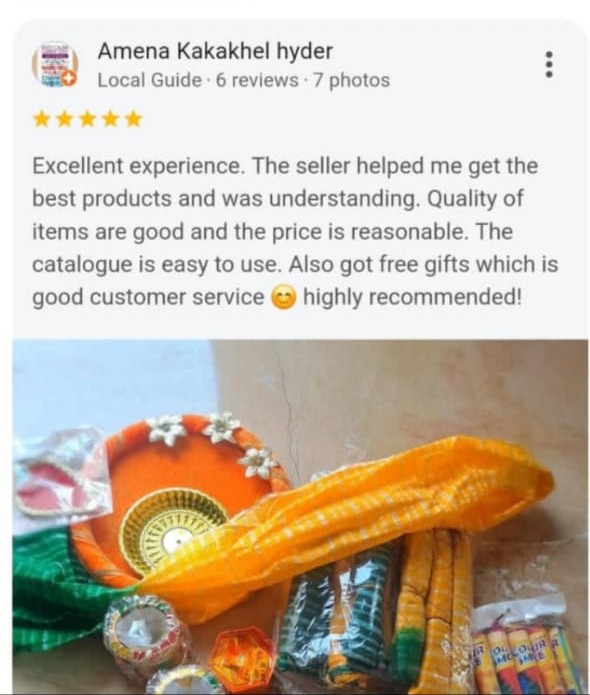 Amena Kakakhel hyder
Local Guide · 6 reviews · 7 photos
Excellent experience. The seller helped me get the
best products and was understanding. Quality of
items are good and the price is reasonable. The
catalogue is easy to use. Also got free gifts which is
good customer service 😊 highly recommended!